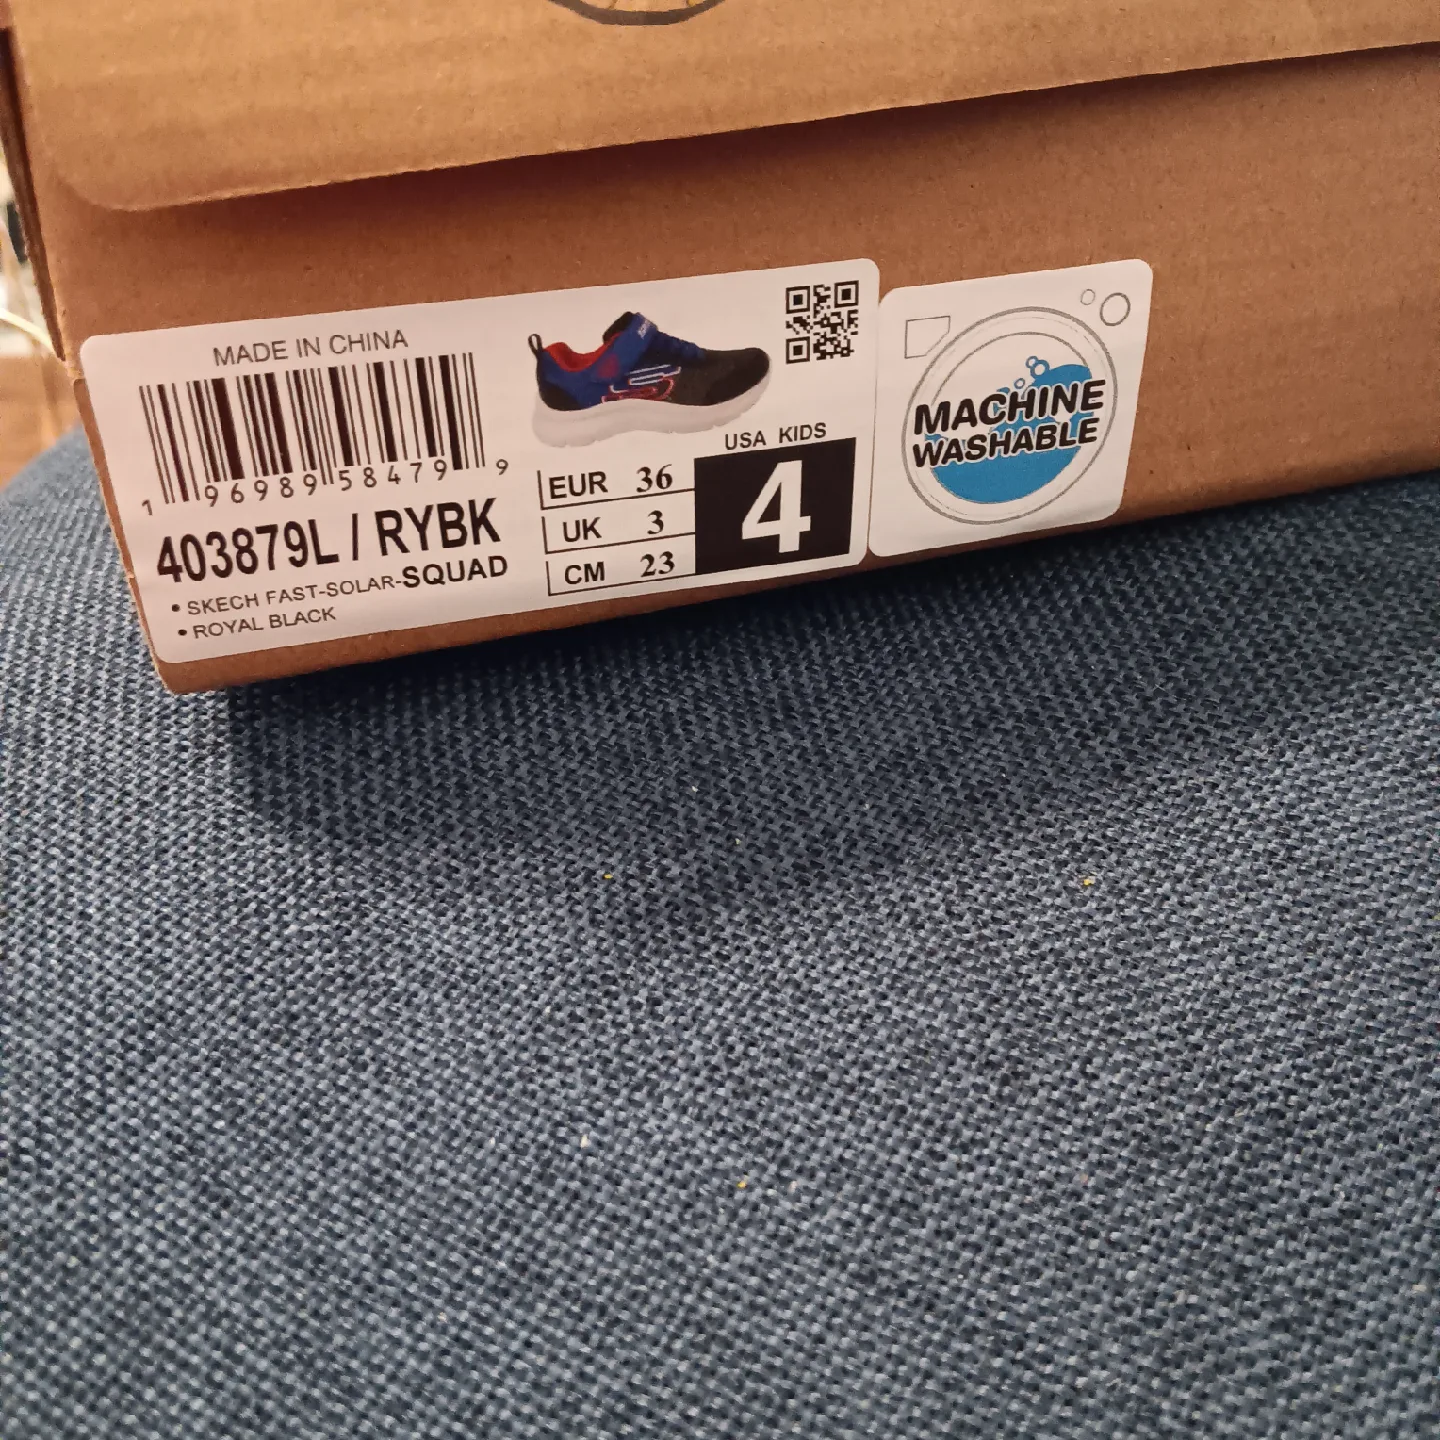 MADE IN CHINA
1 96989 58479 9
403879L / RYBK
• SKECH FAST-SOLAR-SQUAD
• ROYAL BLACK
USA KIDS
4
EUR 36
UK 3
CM 23
MACHINE
WASHABLE